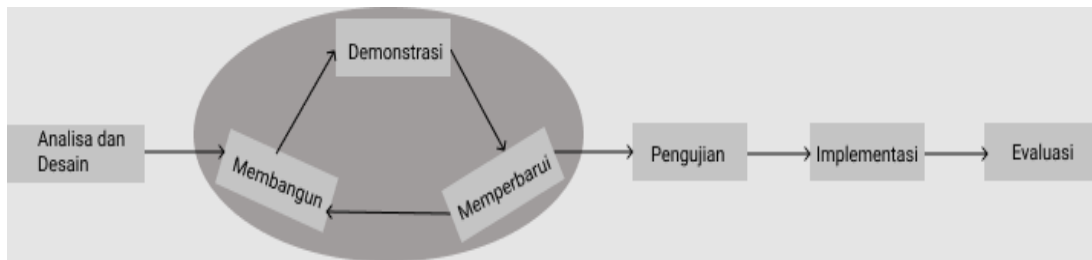 Analisa dan
Desain
Membangun
Demonstrasi
Memperbarui
Pengujian
Implementasi
Evaluasi